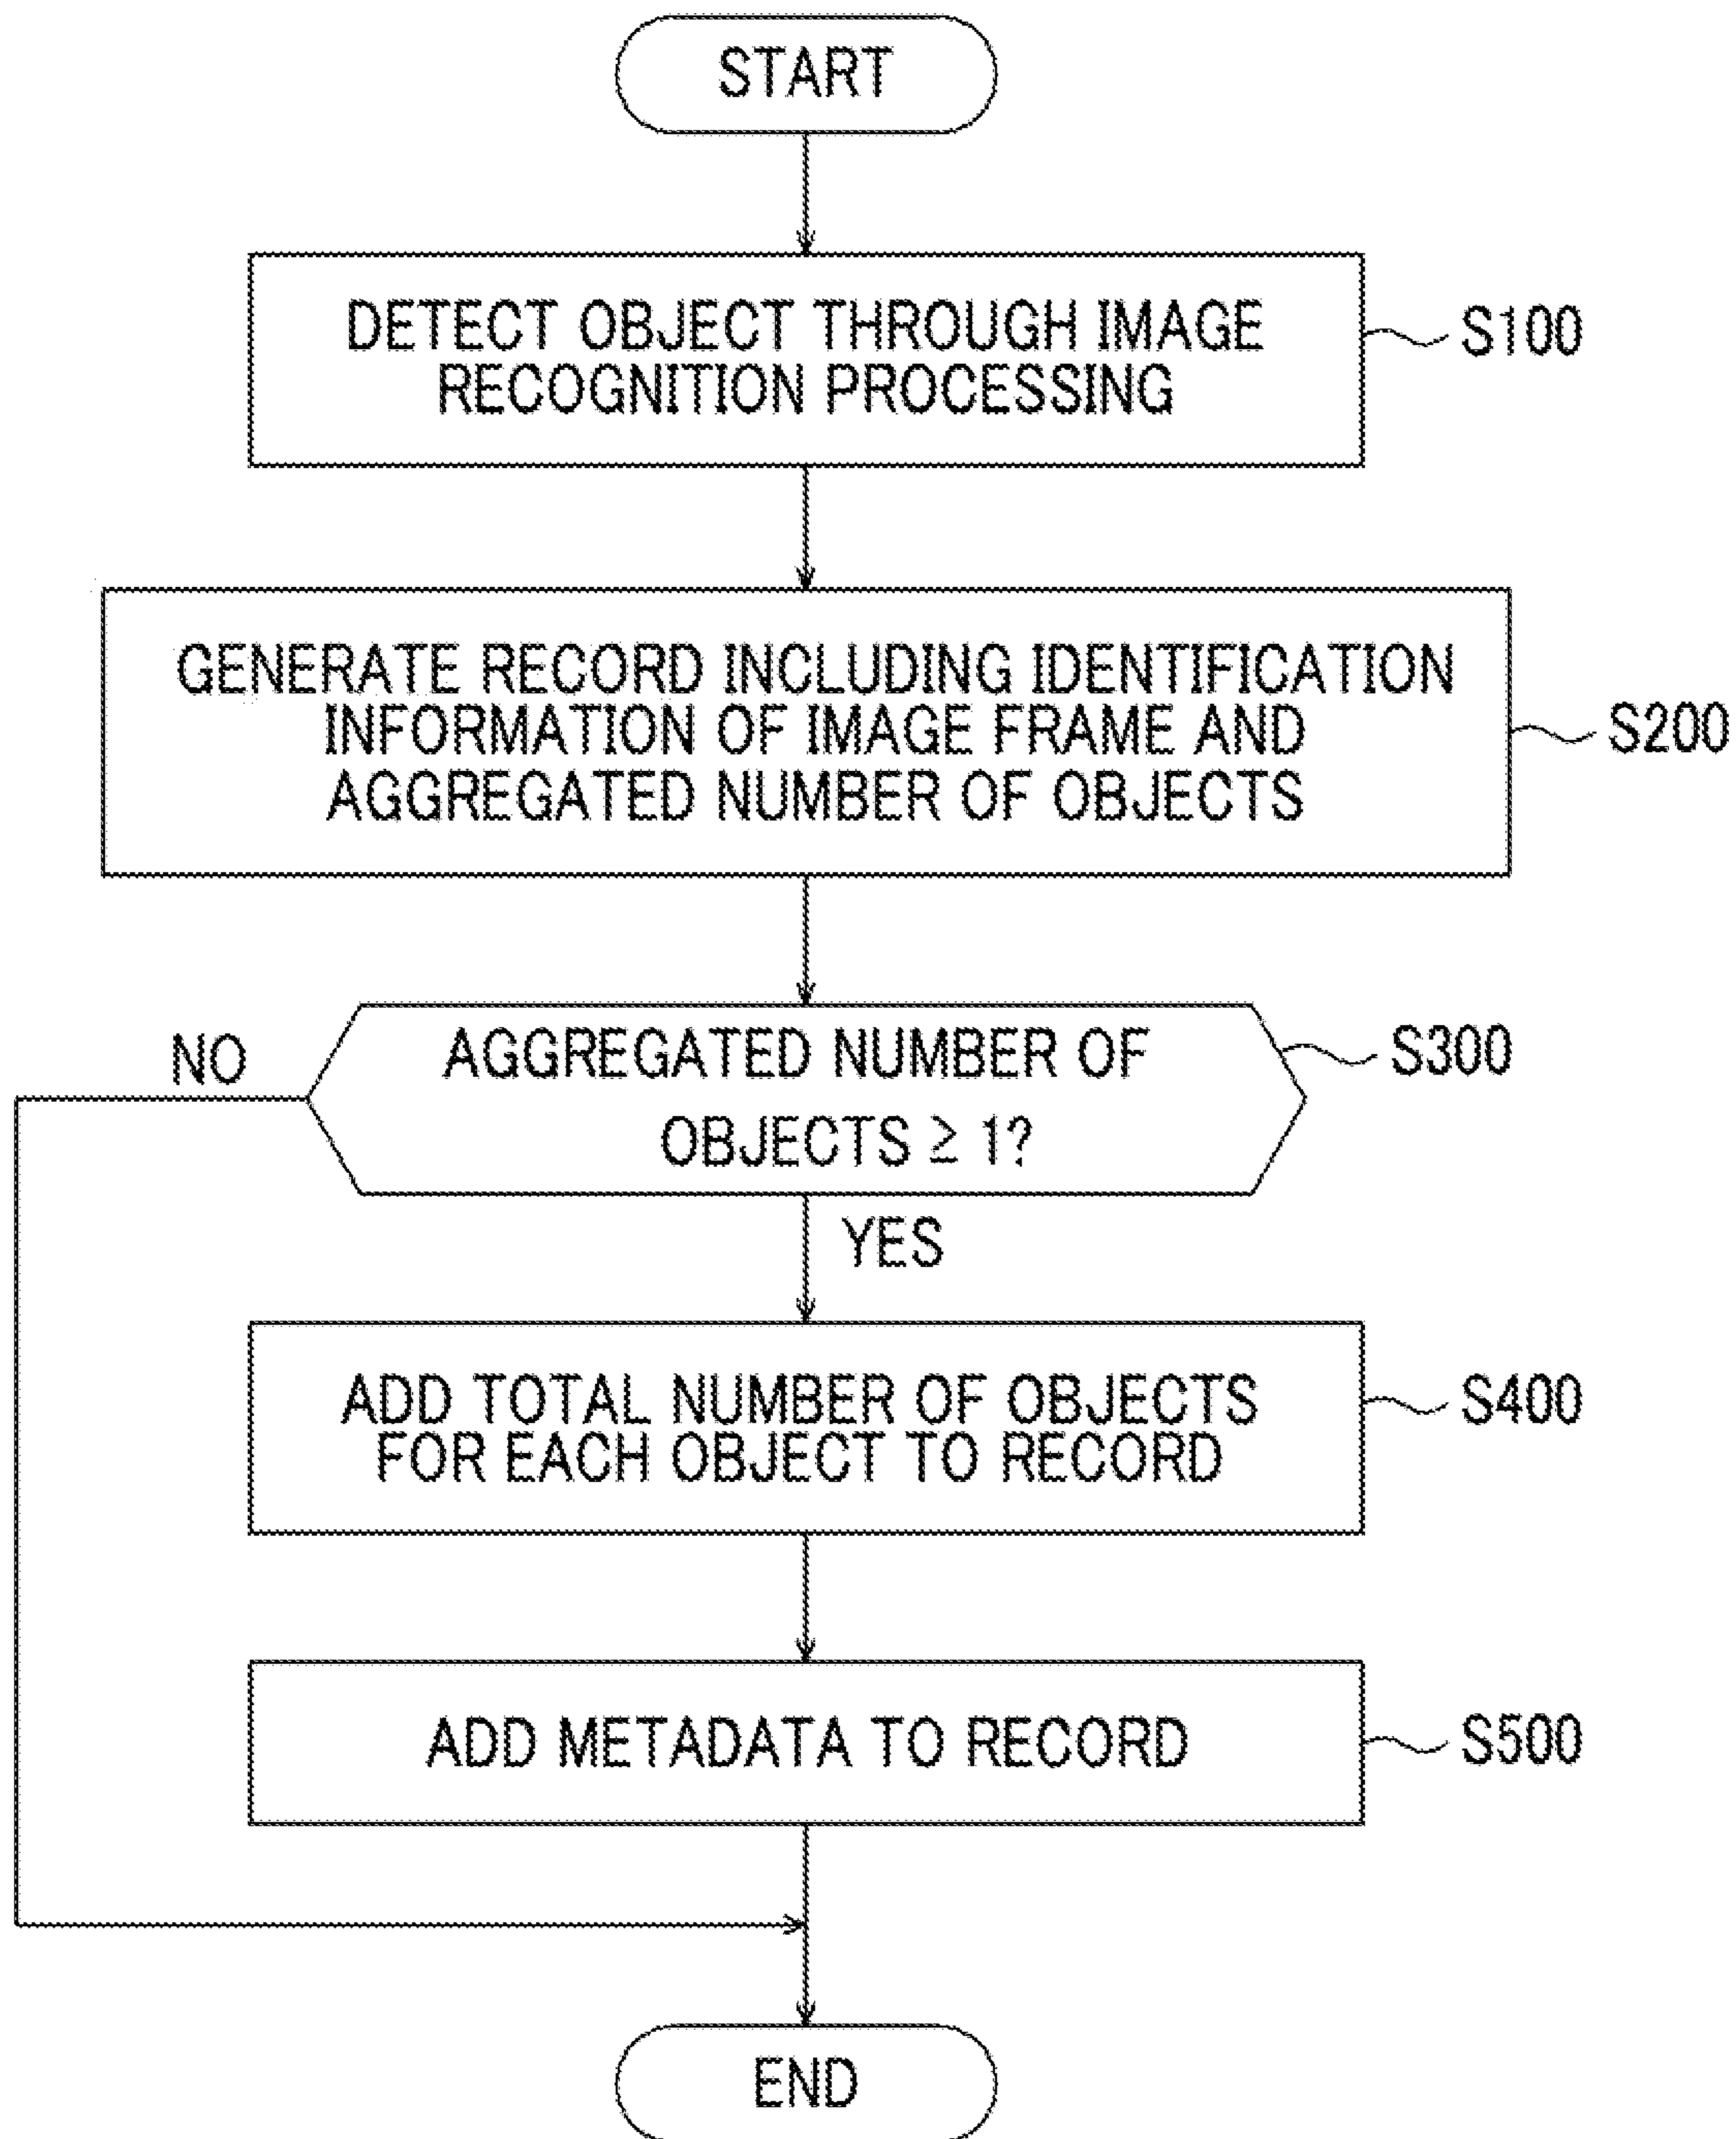 START
DETECT OBJECT THROUGH IMAGE
RECOGNITION PROCESSING
S100
GENERATE RECORD INCLUDING IDENTIFICATION
INFORMATION OF IMAGE FRAME AND
AGGREGATED NUMBER OF OBJECTS
S200
NO
AGGREGATED NUMBER OF
OBJECTS ≧ 1?
S300
YES
ADD TOTAL NUMBER OF OBJECTS
FOR EACH OBJECT TO RECORD
S400
ADD METADATA TO RECORD
S500
END